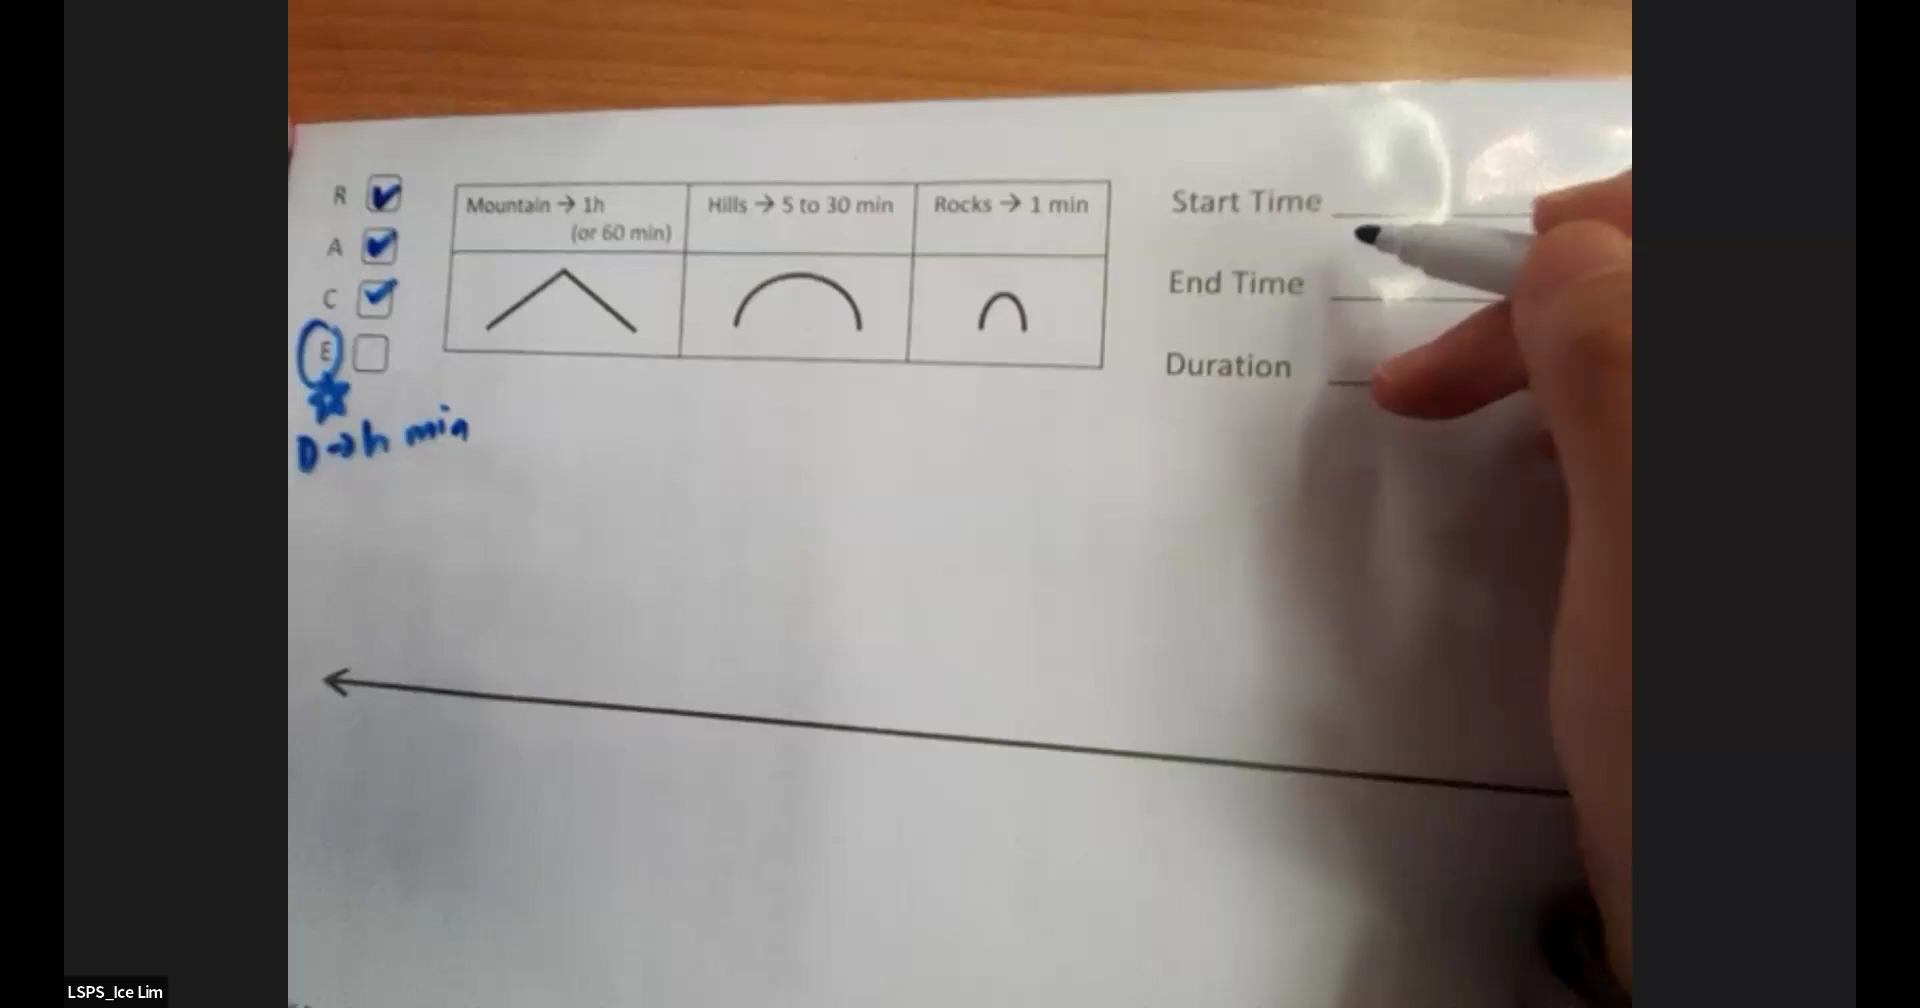 R
A
C
E
D → h min
Mountain → 1h
(or 60 min)
Hills → 5 to 30 min
Rocks → 1 min
Start Time
End Time
Duration
LSPS_Ice Lim